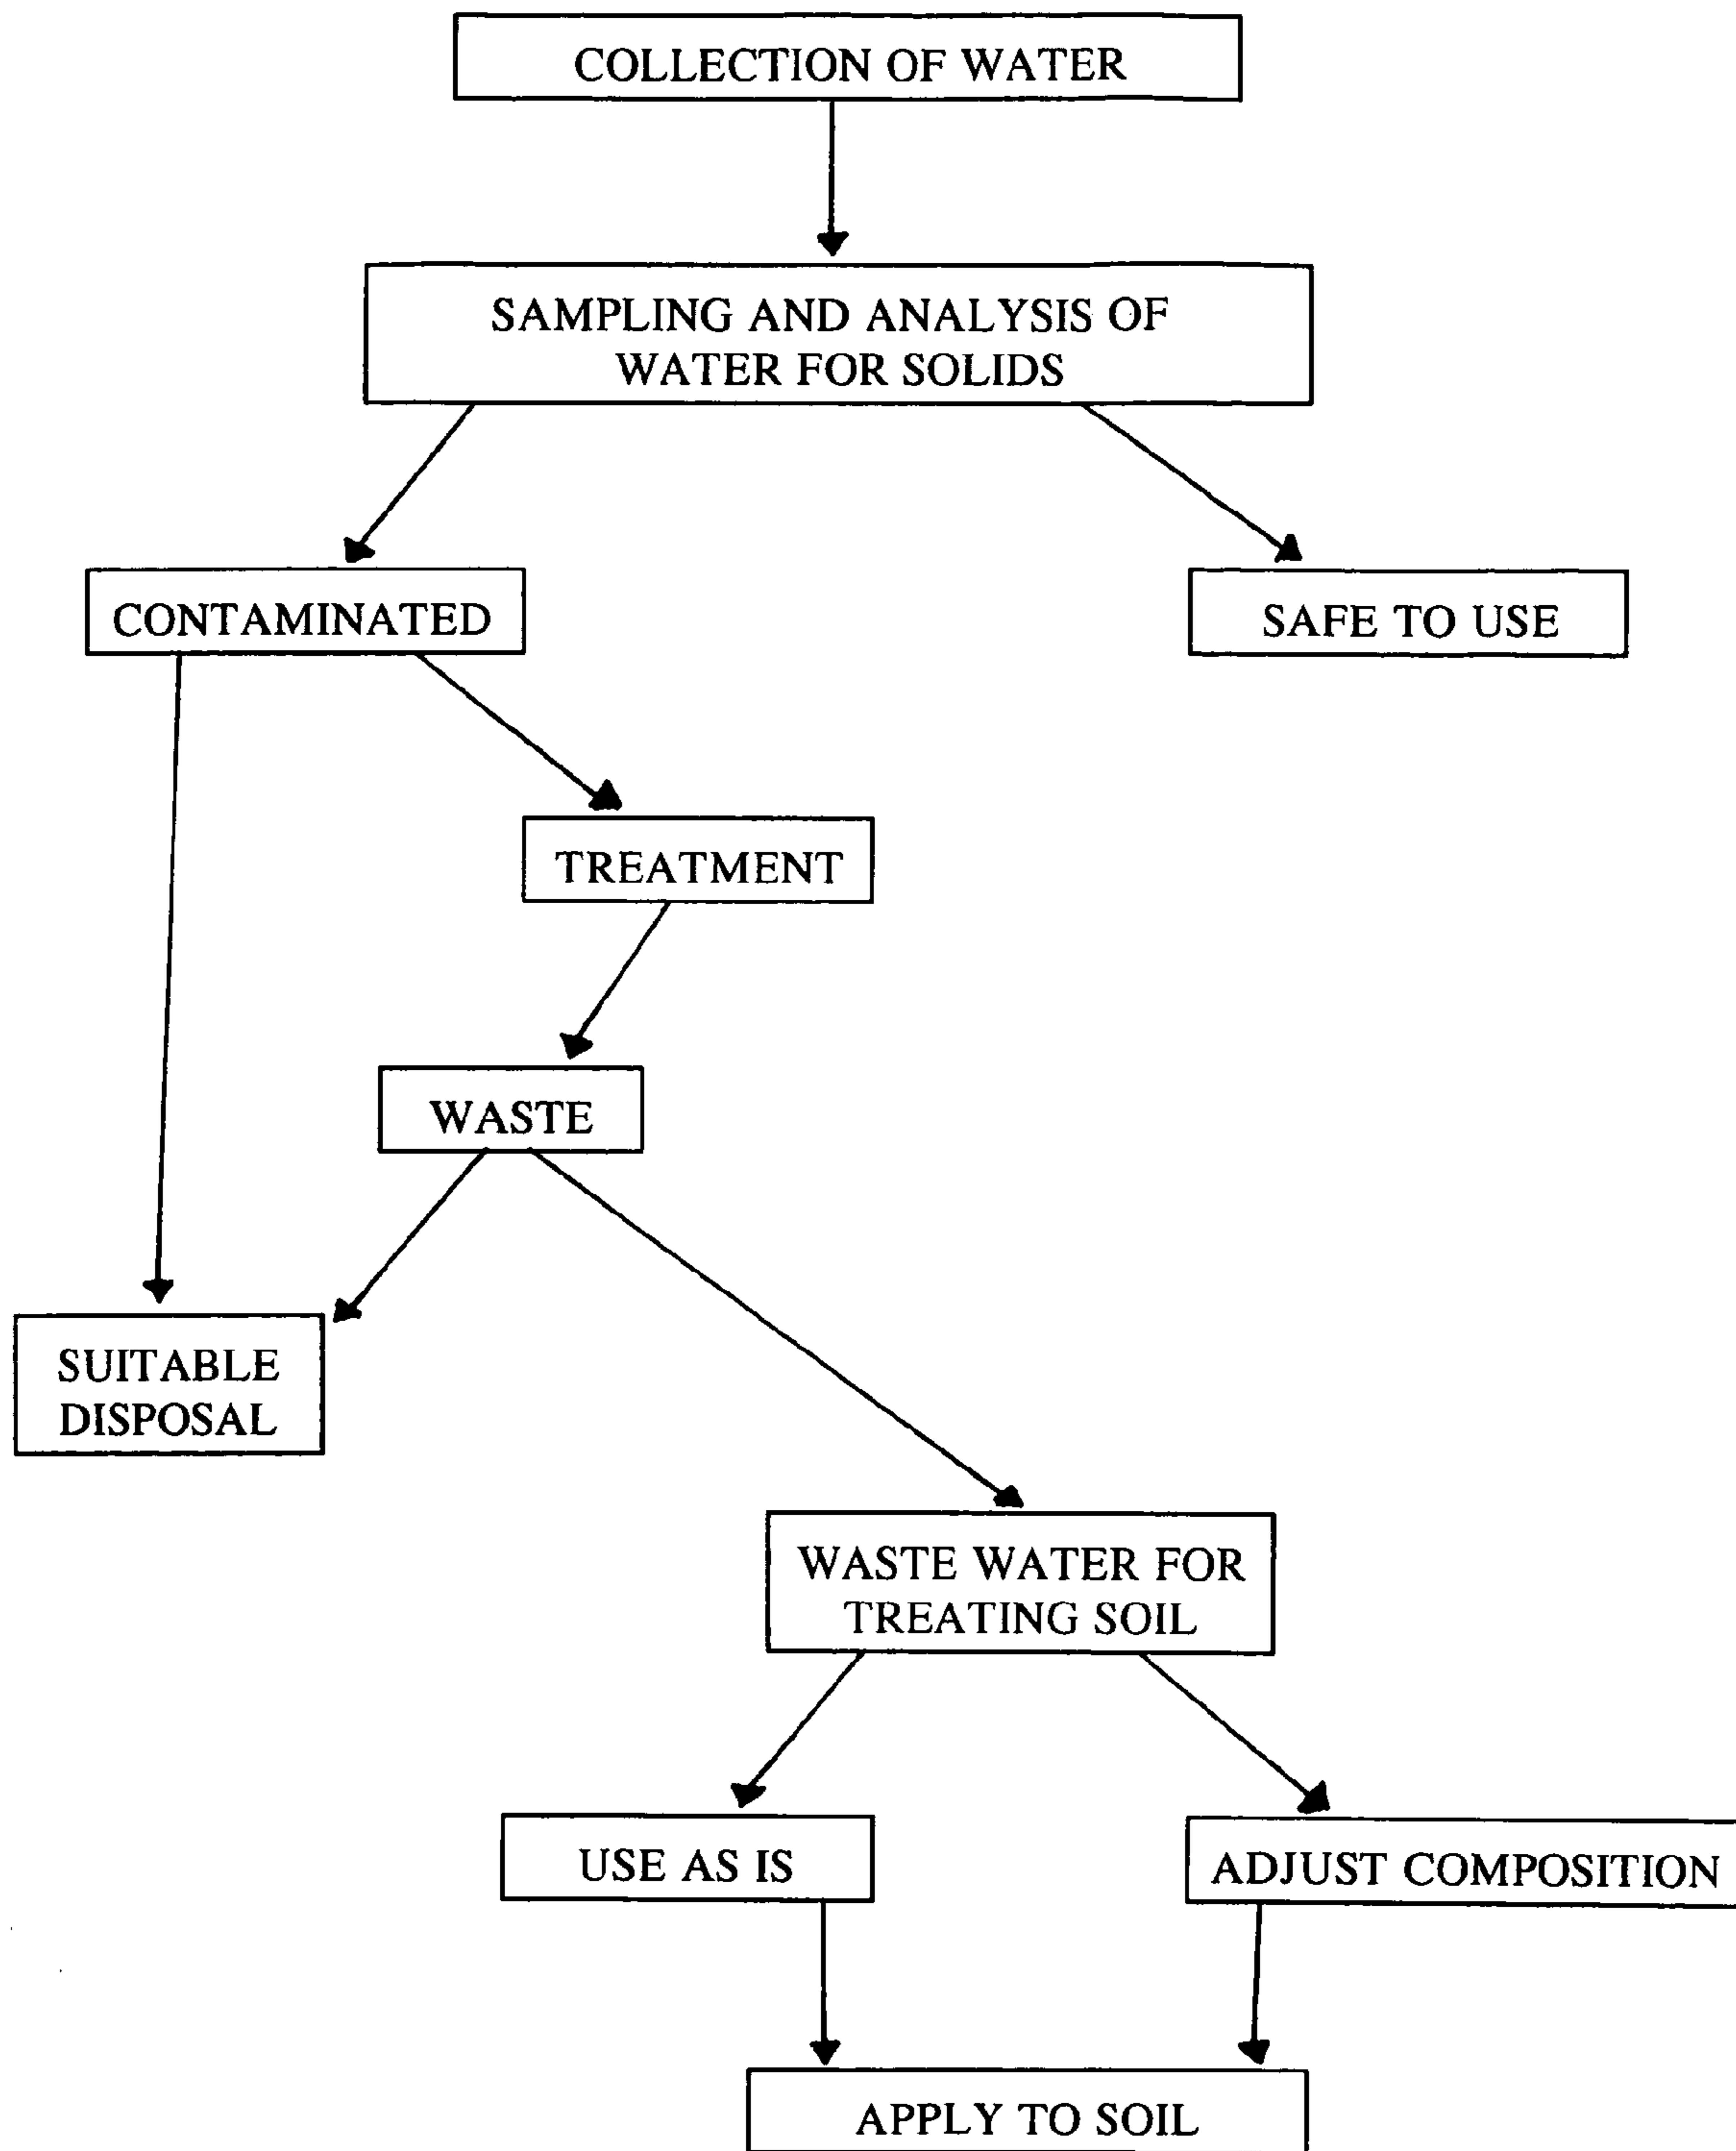 COLLECTION OF WATER
SAMPLING AND ANALYSIS OF
WATER FOR SOLIDS
CONTAMINATED
SAFE TO USE
TREATMENT
WASTE
SUITABLE
DISPOSAL
WASTE WATER FOR
TREATING SOIL
USE AS IS
ADJUST COMPOSITION
APPLY TO SOIL